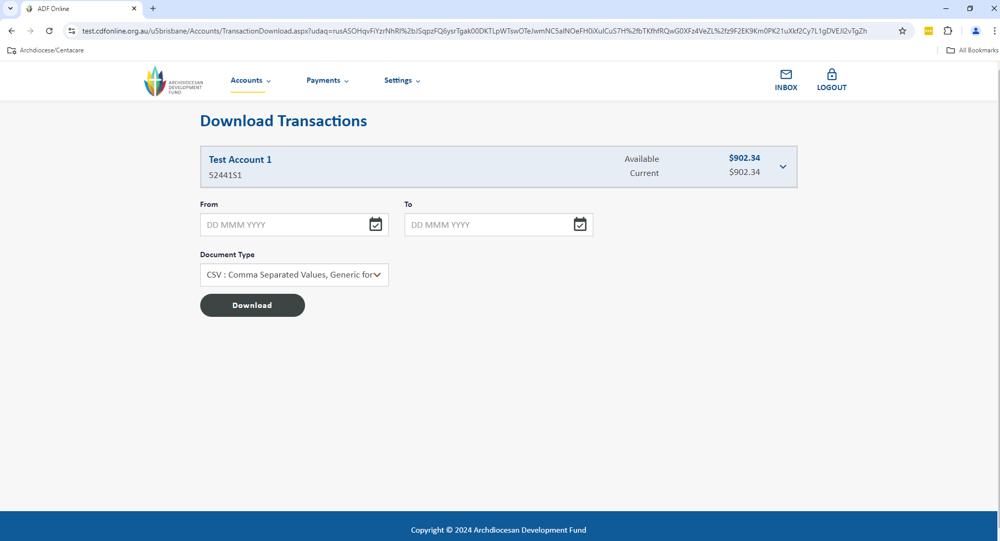 ADF Online
test.cdfonline.org.au/u5brisbane/Accounts/TransactionDownload.aspx?udaq=rusASOHqvFiYzrNhRI%2bJSqpzFQ6ysrTgak00DKTLpWTswOTeJwmNC5aINOeFH0iXuICuS7H%2fbTKfhfRQwG0XFz4VeZL%2fz9F2EK9Km0PK21uXkf2Cy7L1gDVEJI2vTgZh
Archdiocese/Centacare
All Bookmarks
ARCHDIOCESAN
DEVELOPMENT
FUND
Accounts
Payments
Settings
INBOX
LOGOUT
Download Transactions
Test Account 1
52441S1
Available
$902.34
Current
$902.34
From
To
DD MMM YYYY
DD MMM YYYY
Document Type
CSV : Comma Separated Values, Generic for
Download
Copyright © 2024 Archdiocesan Development Fund